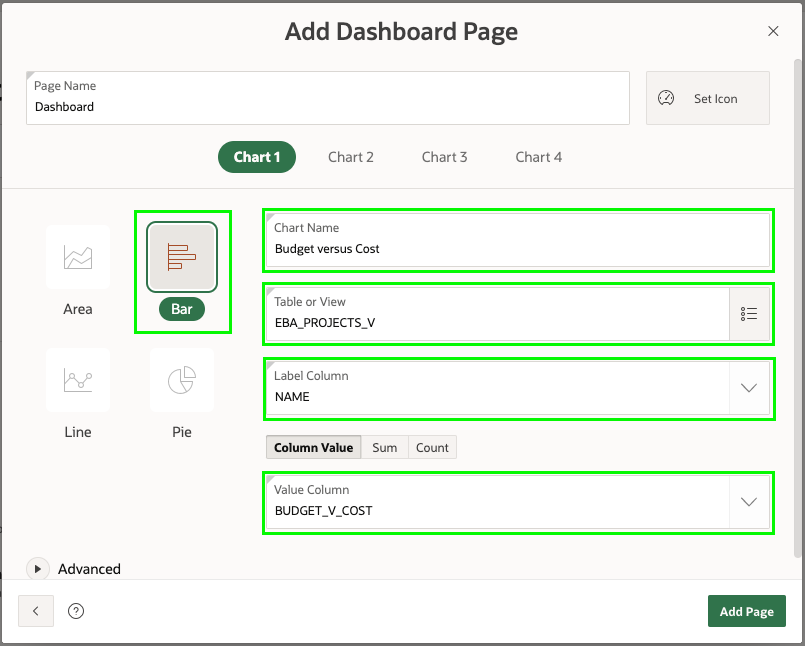 Add Dashboard Page
Page Name
Dashboard
Set Icon
Chart 1
Chart 2
Chart 3
Chart 4
Area
Bar
Line
Pie
Chart Name
Budget versus Cost
Table or View
EBA_PROJECTS_V
Label Column
NAME
Column Value
Sum
Count
Value Column
BUDGET_V_COST
Advanced
Add Page